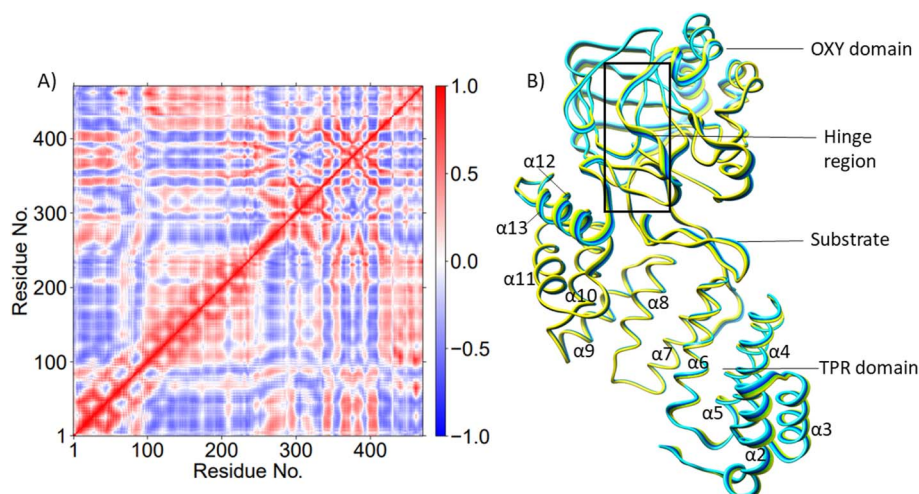 A)
1.0
0.5
0.0
−0.5
−1.0
400
300
200
100
1
Residue No.
1 100 200 300 400
Residue No.
B)
OXY domain
Hinge
region
Substrate
TPR domain
α12
α13
α11
α10
α9
α8
α7
α6
α4
α5
α3
α2